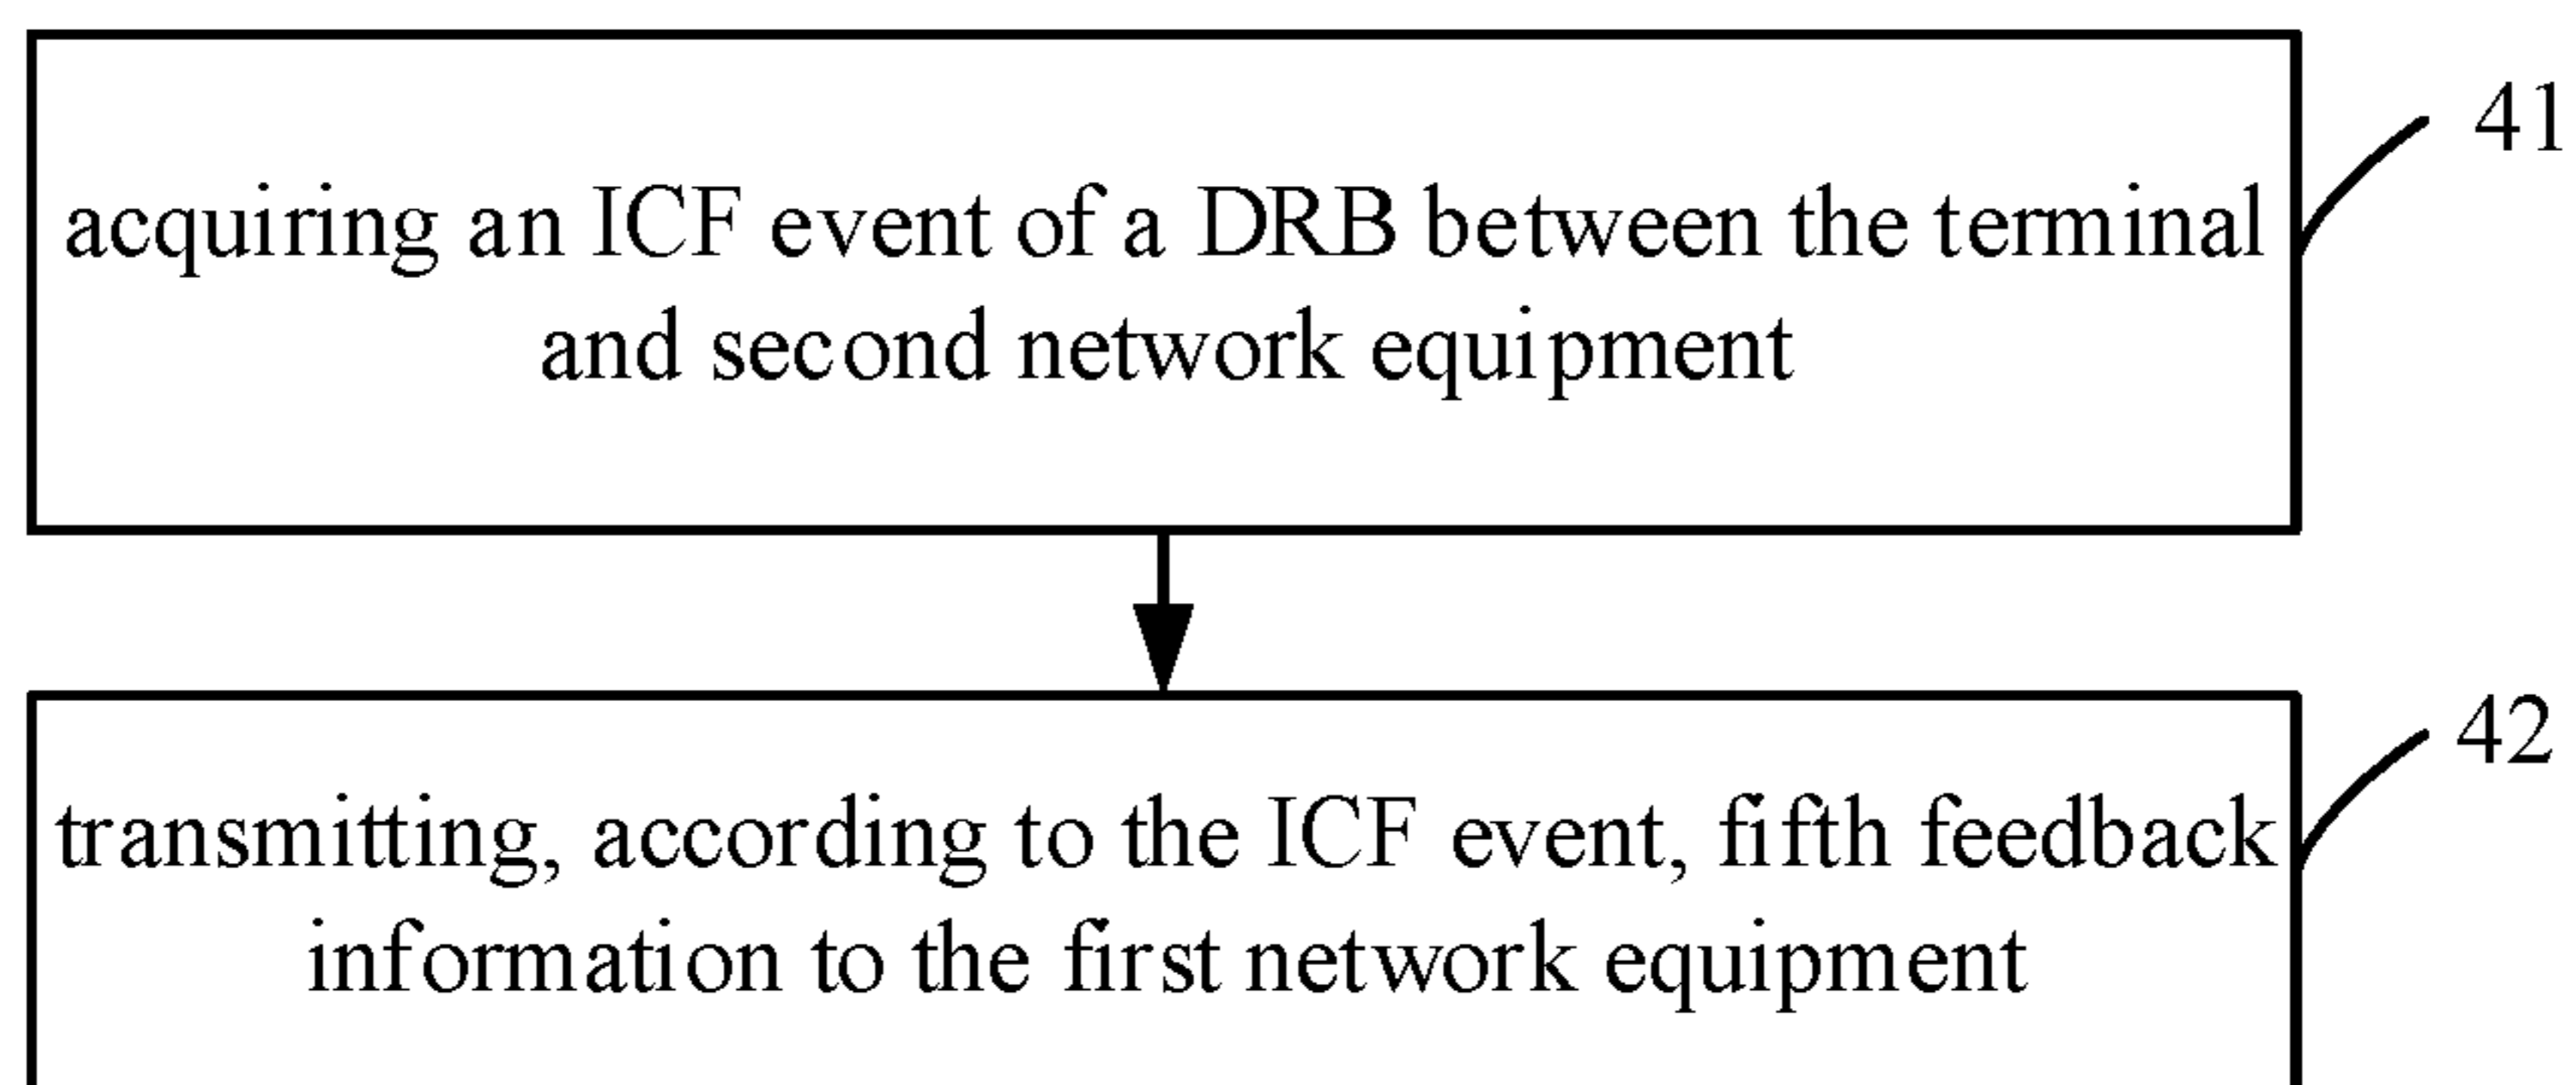 41
acquiring an ICF event of a DRB between the terminal
and second network equipment
42
transmitting, according to the ICF event, fifth feedback
information to the first network equipment